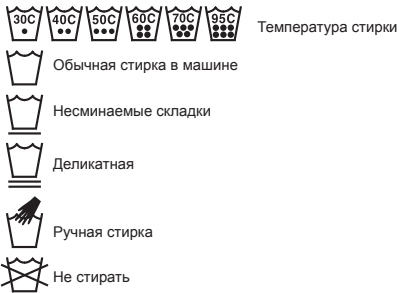 30C 40C 50C 60C 70C 95C Температура стирки
Обычная стирка в машине
Несминаемые складки
Деликатная
Ручная стирка
Не стирать